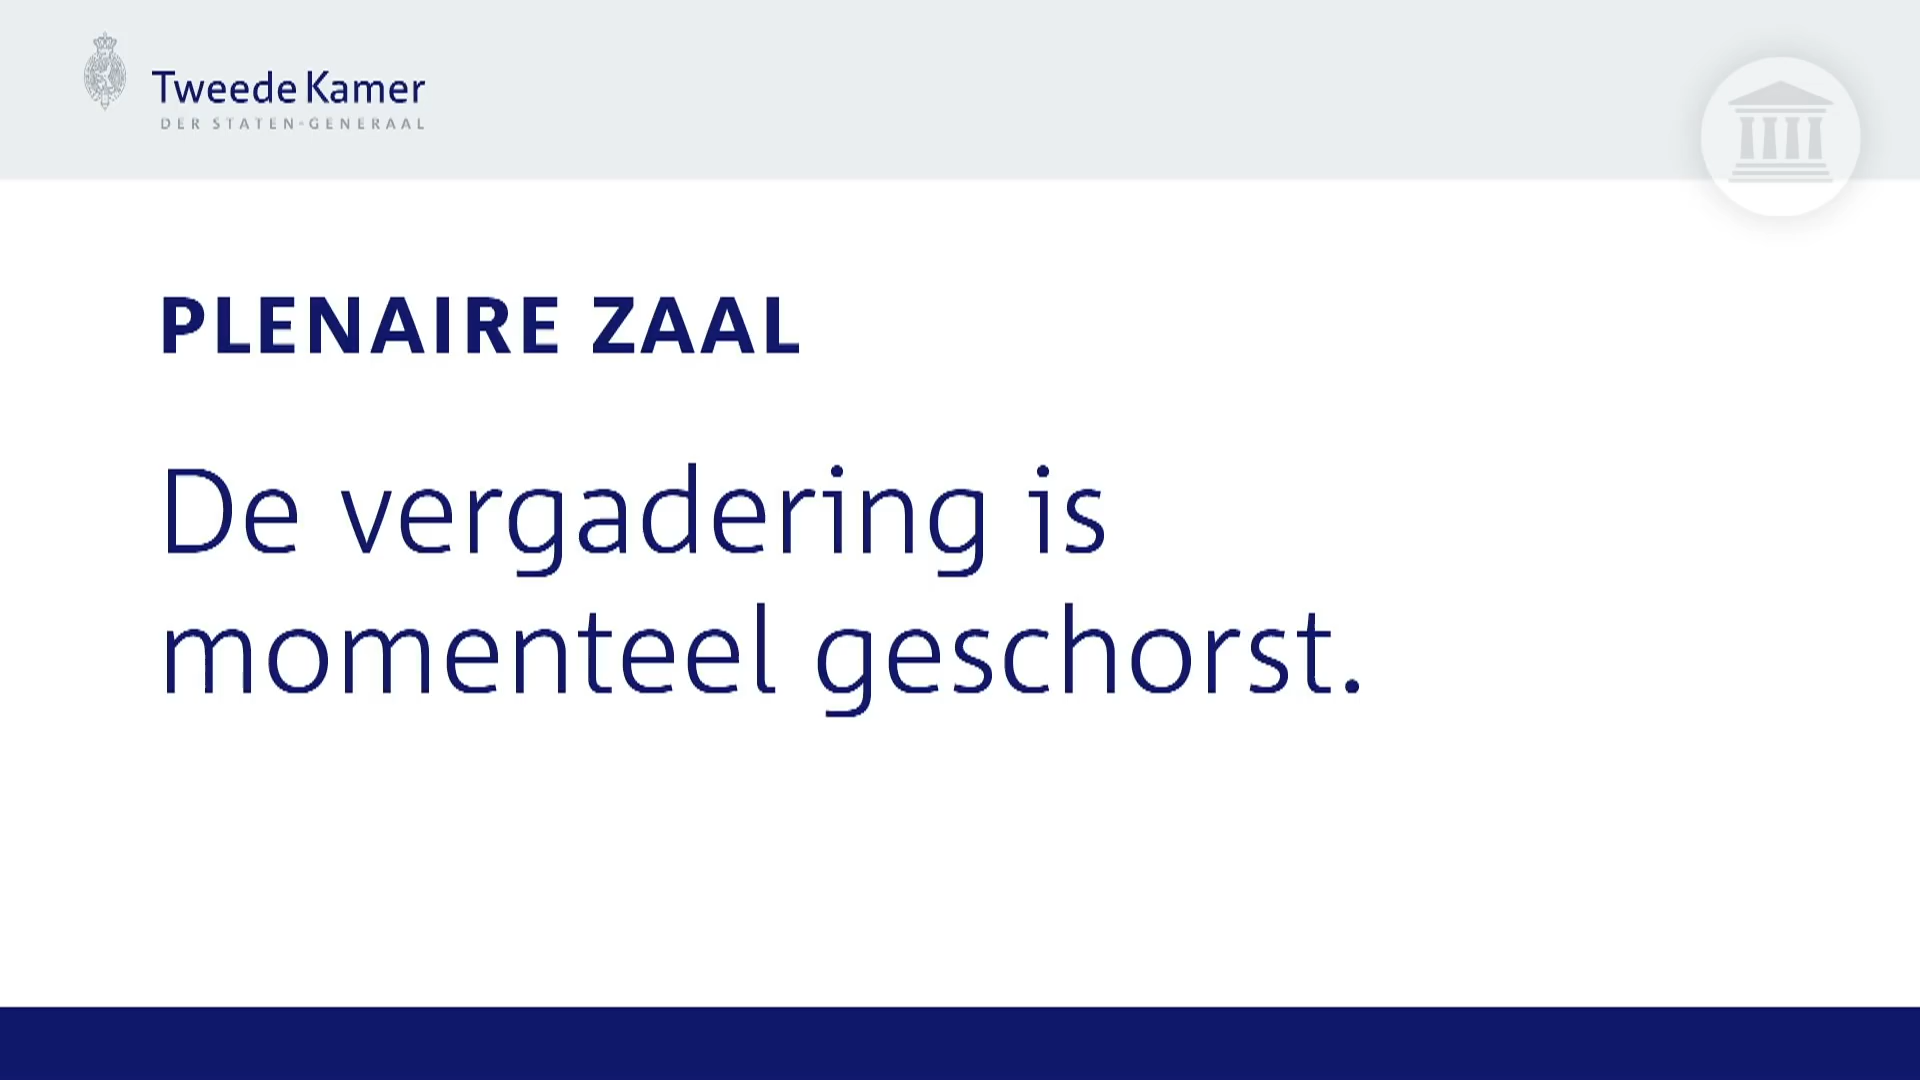 Tweede Kamer
DER STATEN-GENERAAL
PLENAIRE ZAAL
De vergadering is
momenteel geschorst.